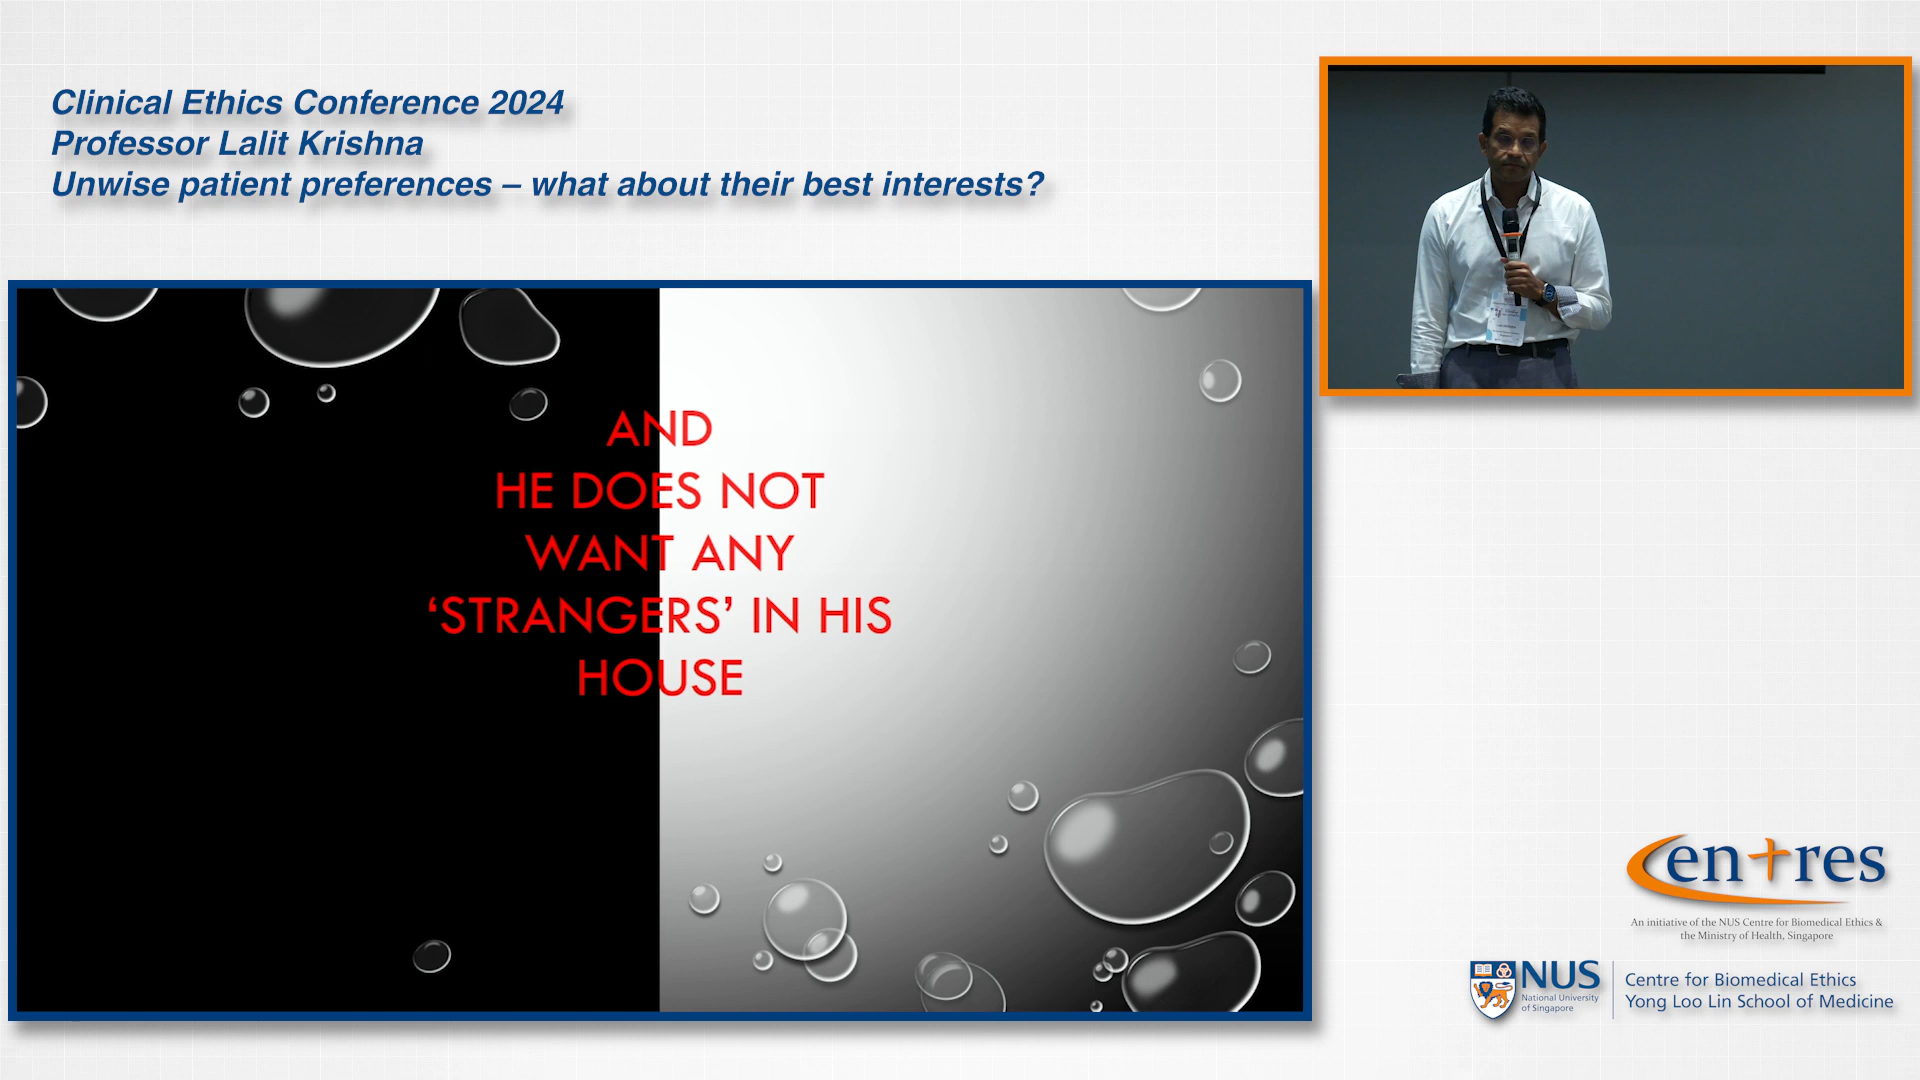 Clinical Ethics Conference 2024
Professor Lalit Krishna
Unwise patient preferences – what about their best interests?
AND
HE DOES NOT
WANT ANY
‘STRANGERS’ IN HIS
HOUSE
Centres
An initiative of the NUS Centre for Biomedical Ethics &
the Ministry of Health, Singapore
NUS
National University
of Singapore
Centre for Biomedical Ethics
Yong Loo Lin School of Medicine